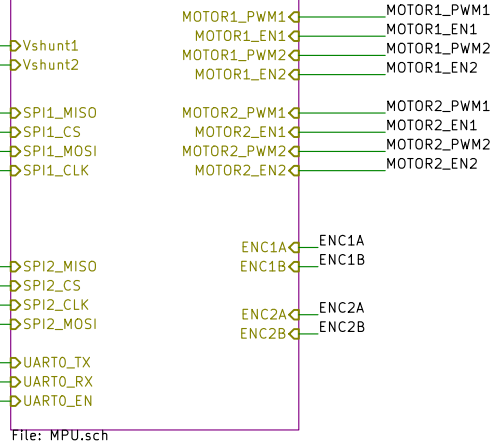 MOTOR1_PWM1 MOTOR1_PWM1
MOTOR1_EN1 MOTOR1_EN1
Vshunt1 MOTOR1_PWM2 MOTOR1_PWM2
Vshunt2 MOTOR1_EN2 MOTOR1_EN2
SPI1_MISO MOTOR2_PWM1 MOTOR2_PWM1
SPI1_CS MOTOR2_EN1 MOTOR2_EN1
SPI1_MOSI MOTOR2_PWM2 MOTOR2_PWM2
SPI1_CLK MOTOR2_EN2 MOTOR2_EN2
ENC1A ENC1A
SPI2_MISO ENC1B ENC1B
SPI2_CS
SPI2_CLK ENC2A ENC2A
SPI2_MOSI ENC2B ENC2B
UART0_TX
UART0_RX
UART0_EN
File: MPU.sch